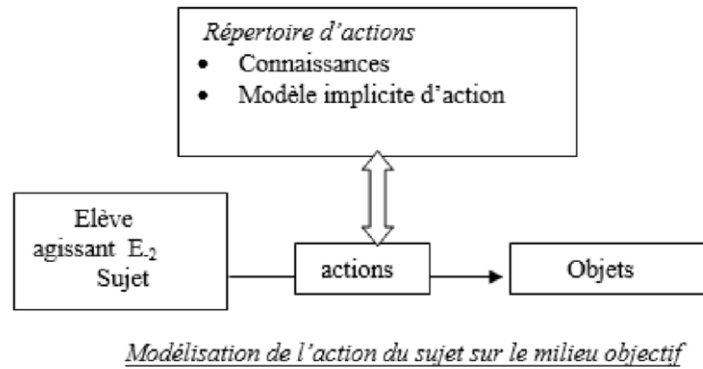 Répertoire d'actions
• Connaissances
• Modèle implicite d'action
Elève
agissant E-2
Sujet
actions
Objets
Modélisation de l'action du sujet sur le milieu objectif